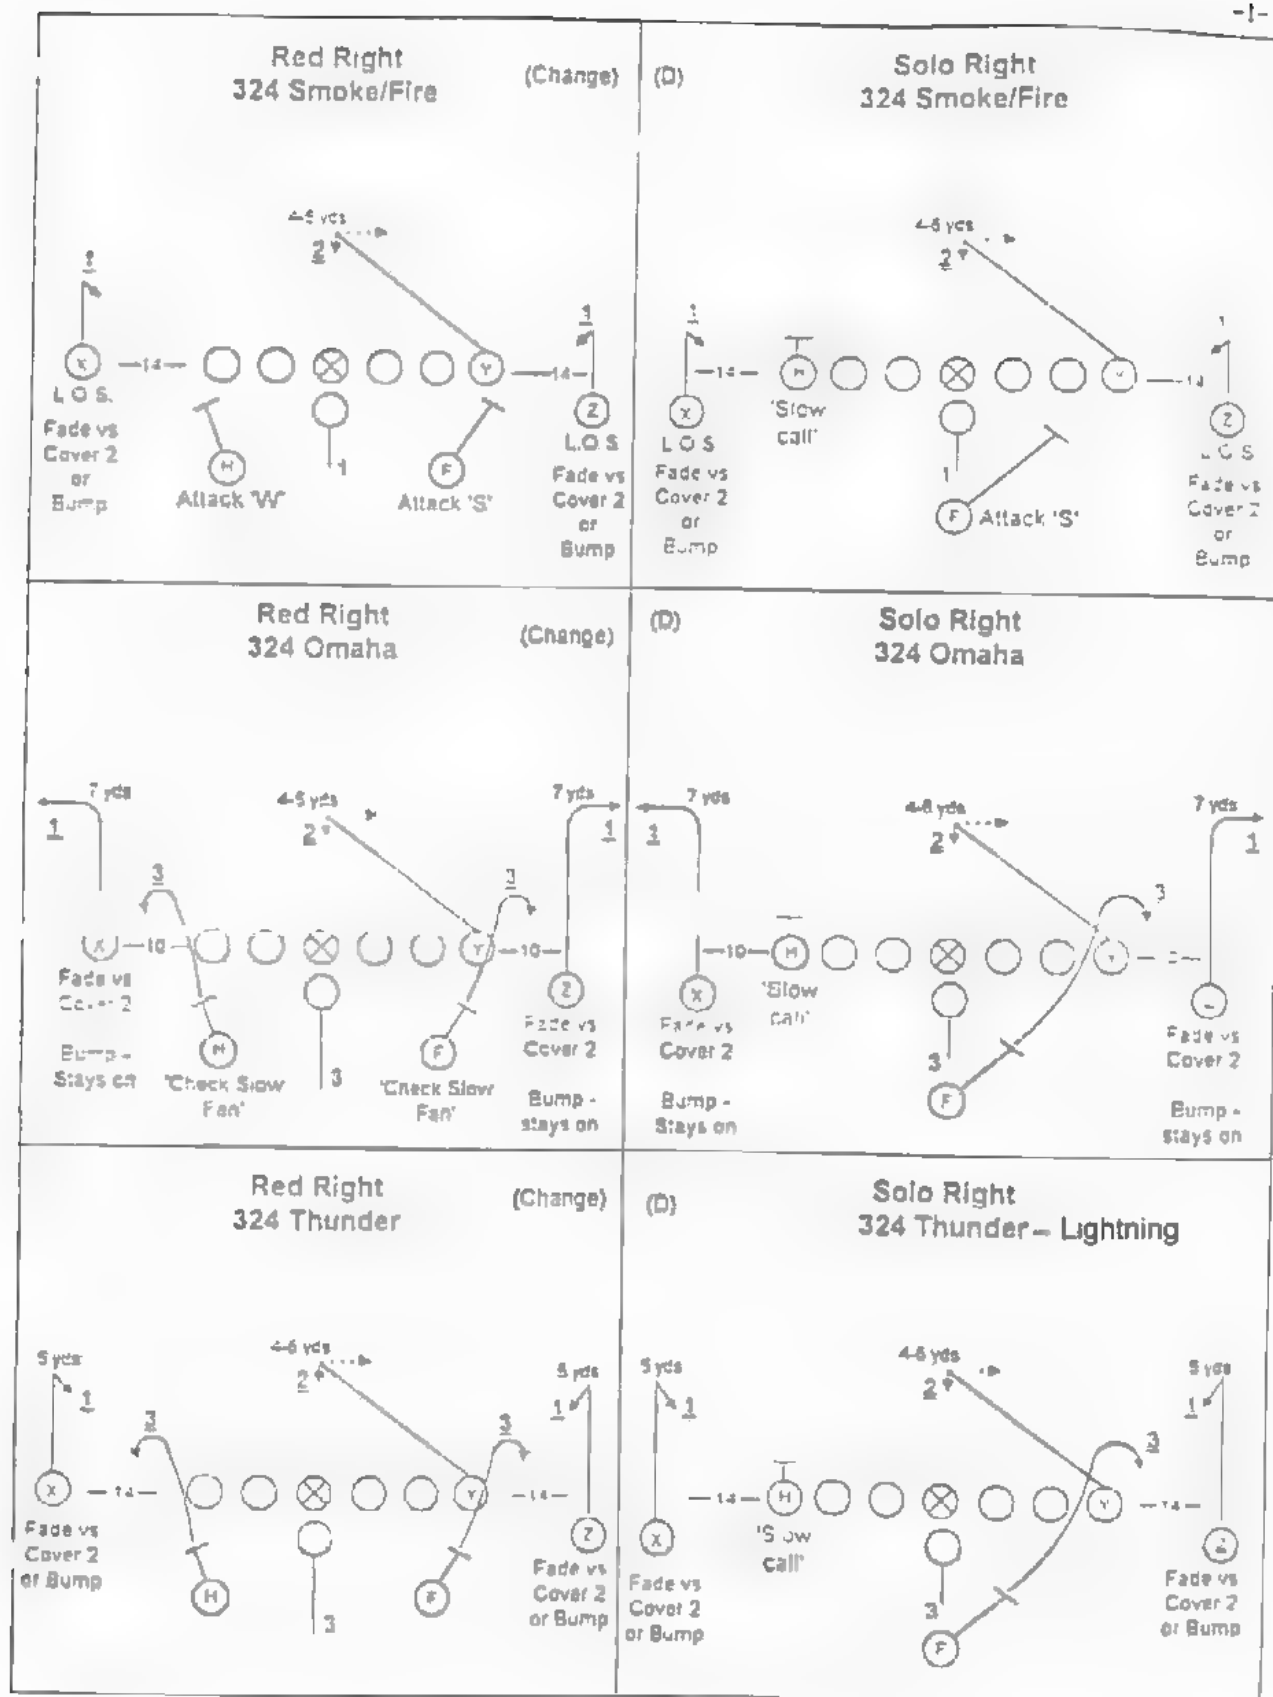 -1-
Red Right
324 Smoke/Fire
(Change)
4-5 yds
2
1
1
X
14
Y
14
L.O.S.
Fade vs
Cover 2
or
Bump
H
Attack 'W'
1
F
Attack 'S'
Z
L.O.S
Fade vs
Cover 2
or
Bump
(D)
Solo Right
324 Smoke/Fire
4-5 yds
2
1
1
14
H
Y
14
X
L.O.S
Fade vs
Cover 2
or
Bump
'Slow
call'
1
F
Attack 'S'
Z
L.O.S
Fade vs
Cover 2
or
Bump
Red Right
324 Omaha
(Change)
7 yds
1
4-5 yds
2
7 yds
1
3
3
X
10
Y
10
Fade vs
Cover 2
Bump -
Stays on
H
'Check Slow
Fan'
3
F
'Check Slow
Fan'
Z
Fade vs
Cover 2
Bump -
stays on
(D)
Solo Right
324 Omaha
7 yds
1
4-5 yds
2
7 yds
1
3
10
H
Y
X
Fade vs
Cover 2
Bump -
Stays on
'Slow
call'
3
F
Fade vs
Cover 2
Bump -
stays on
Red Right
324 Thunder
(Change)
5 yds
1
4-5 yds
2
5 yds
1
3
3
X
14
Y
14
Fade vs
Cover 2
or Bump
H
3
F
Z
Fade vs
Cover 2
or Bump
(D)
Solo Right
324 Thunder – Lightning
5 yds
1
4-5 yds
2
5 yds
1
3
14
H
Y
14
X
Fade vs
Cover 2
or Bump
'Slow
call'
3
F
Z
Fade vs
Cover 2
or Bump